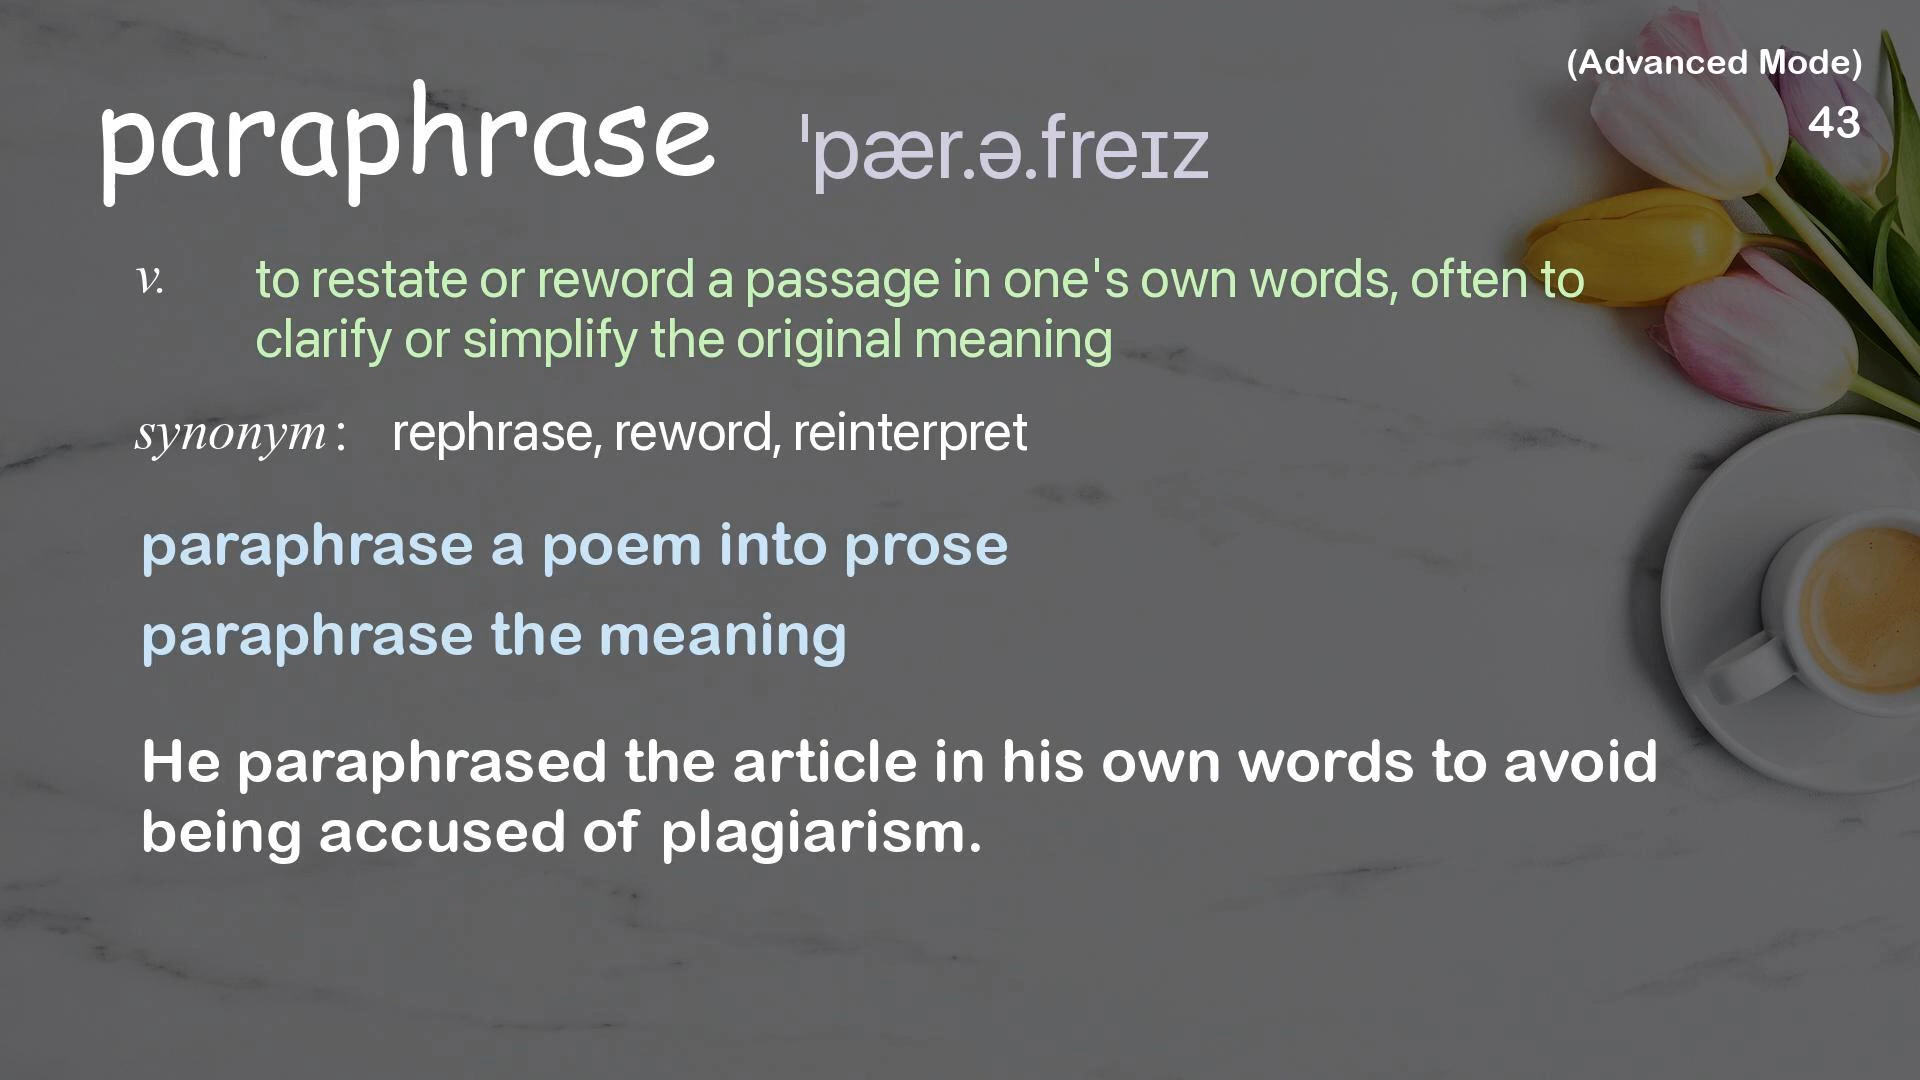 (Advanced Mode)
43
paraphrase ˈpær.ə.freɪz
v. to restate or reword a passage in one's own words, often to
clarify or simplify the original meaning
synonym: rephrase, reword, reinterpret
paraphrase a poem into prose
paraphrase the meaning
He paraphrased the article in his own words to avoid
being accused of plagiarism.